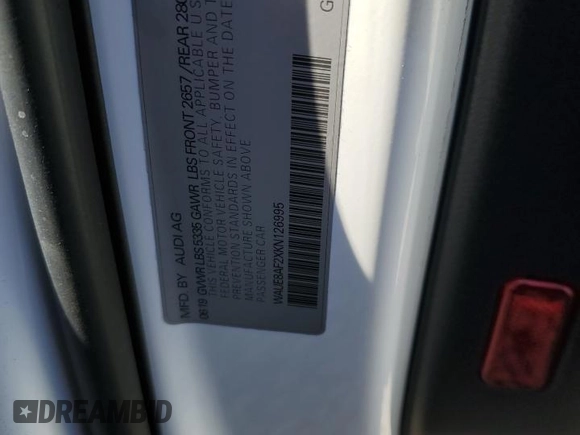 MFD. BY AUDI AG
06/19 GVWR LBS 5335 GAWR LBS FRONT 2657 / REAR
THIS VEHICLE CONFORMS TO ALL APPLICABLE U S
FEDERAL MOTOR VEHICLE SAFETY, BUMPER AND
PREVENTION STANDARDS IN EFFECT ON THE DATE
MANUFACTURE SHOWN ABOVE
PASSENGER CAR
WAUE8AF2XKN126995
G
DREAMBID